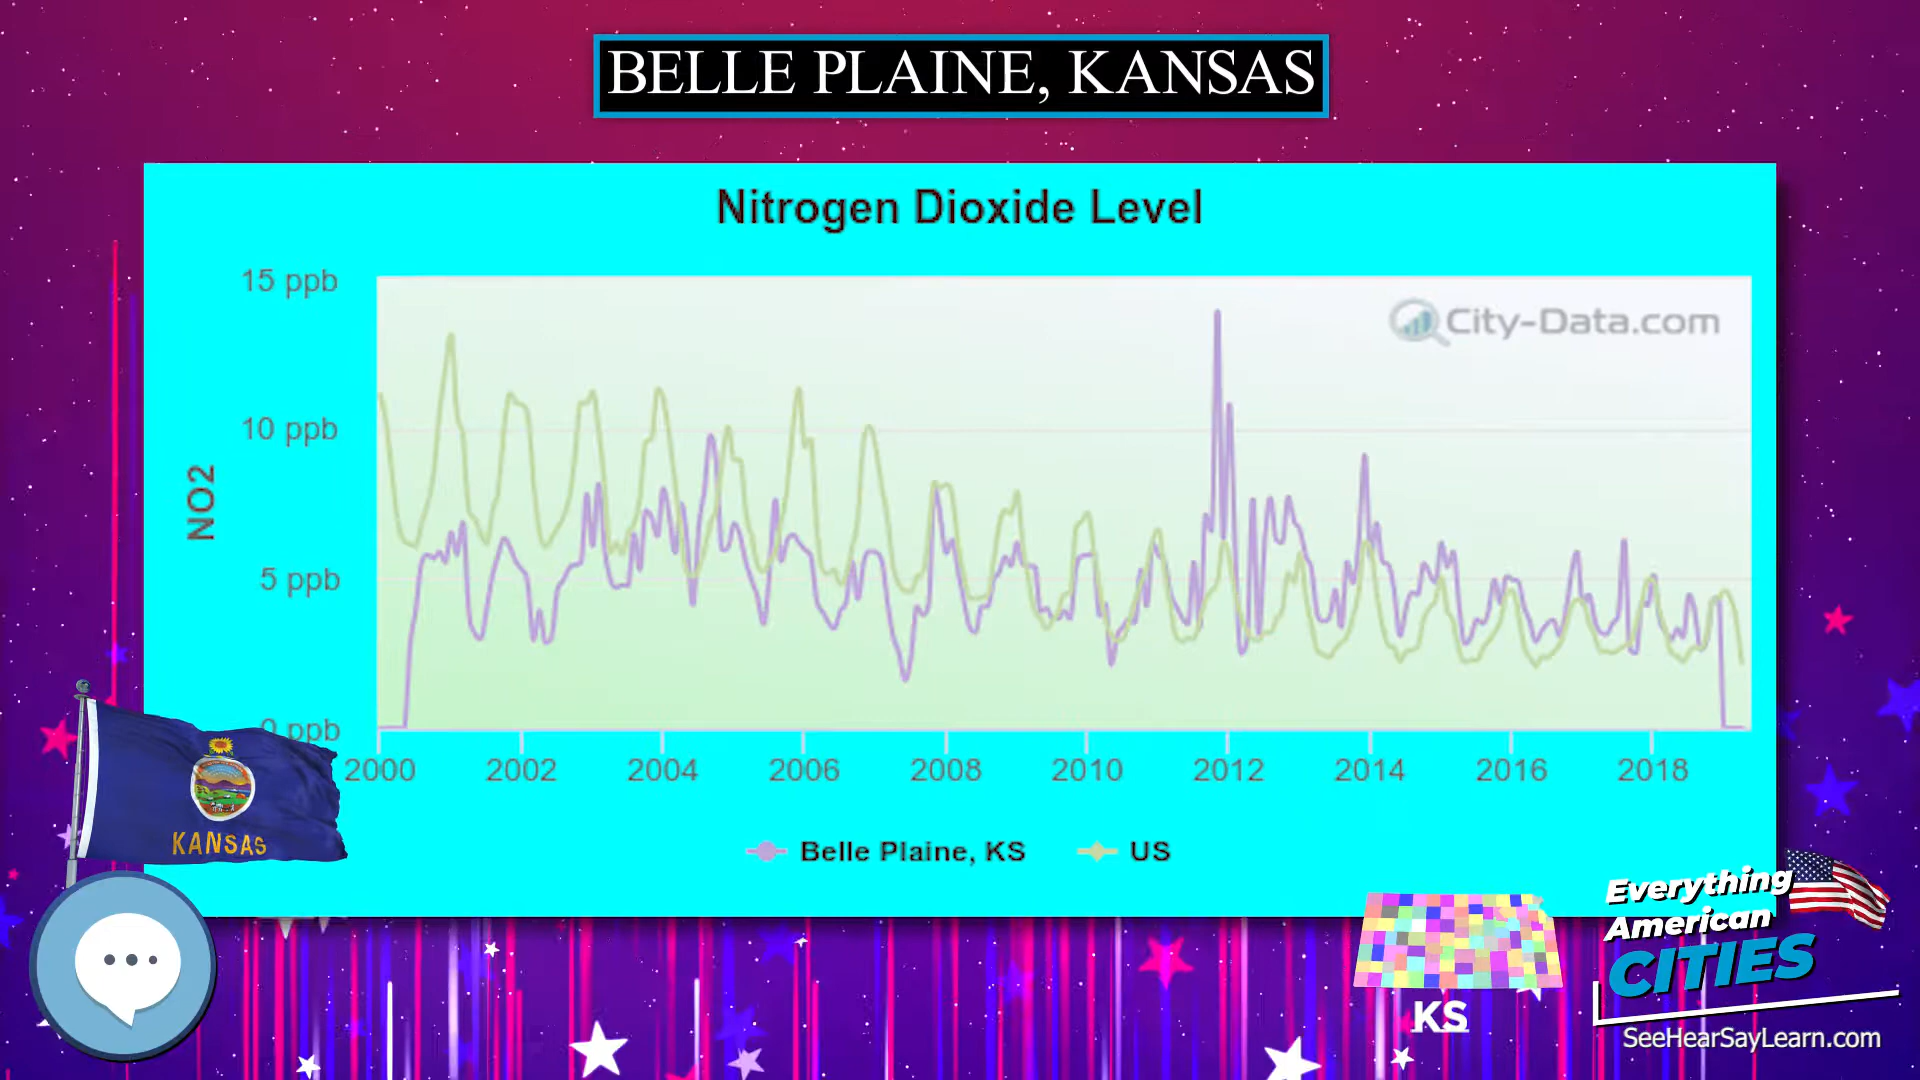 BELLE PLAINE, KANSAS
Nitrogen Dioxide Level
15 ppb
City-Data.com
10 ppb
NO2
5 ppb
0 ppb
2000 2002 2004 2006 2008 2010 2012 2014 2016 2018
KANSAS
Belle Plaine, KS US
Everything
American
CITIES
KS
SeeHearSayLearn.com